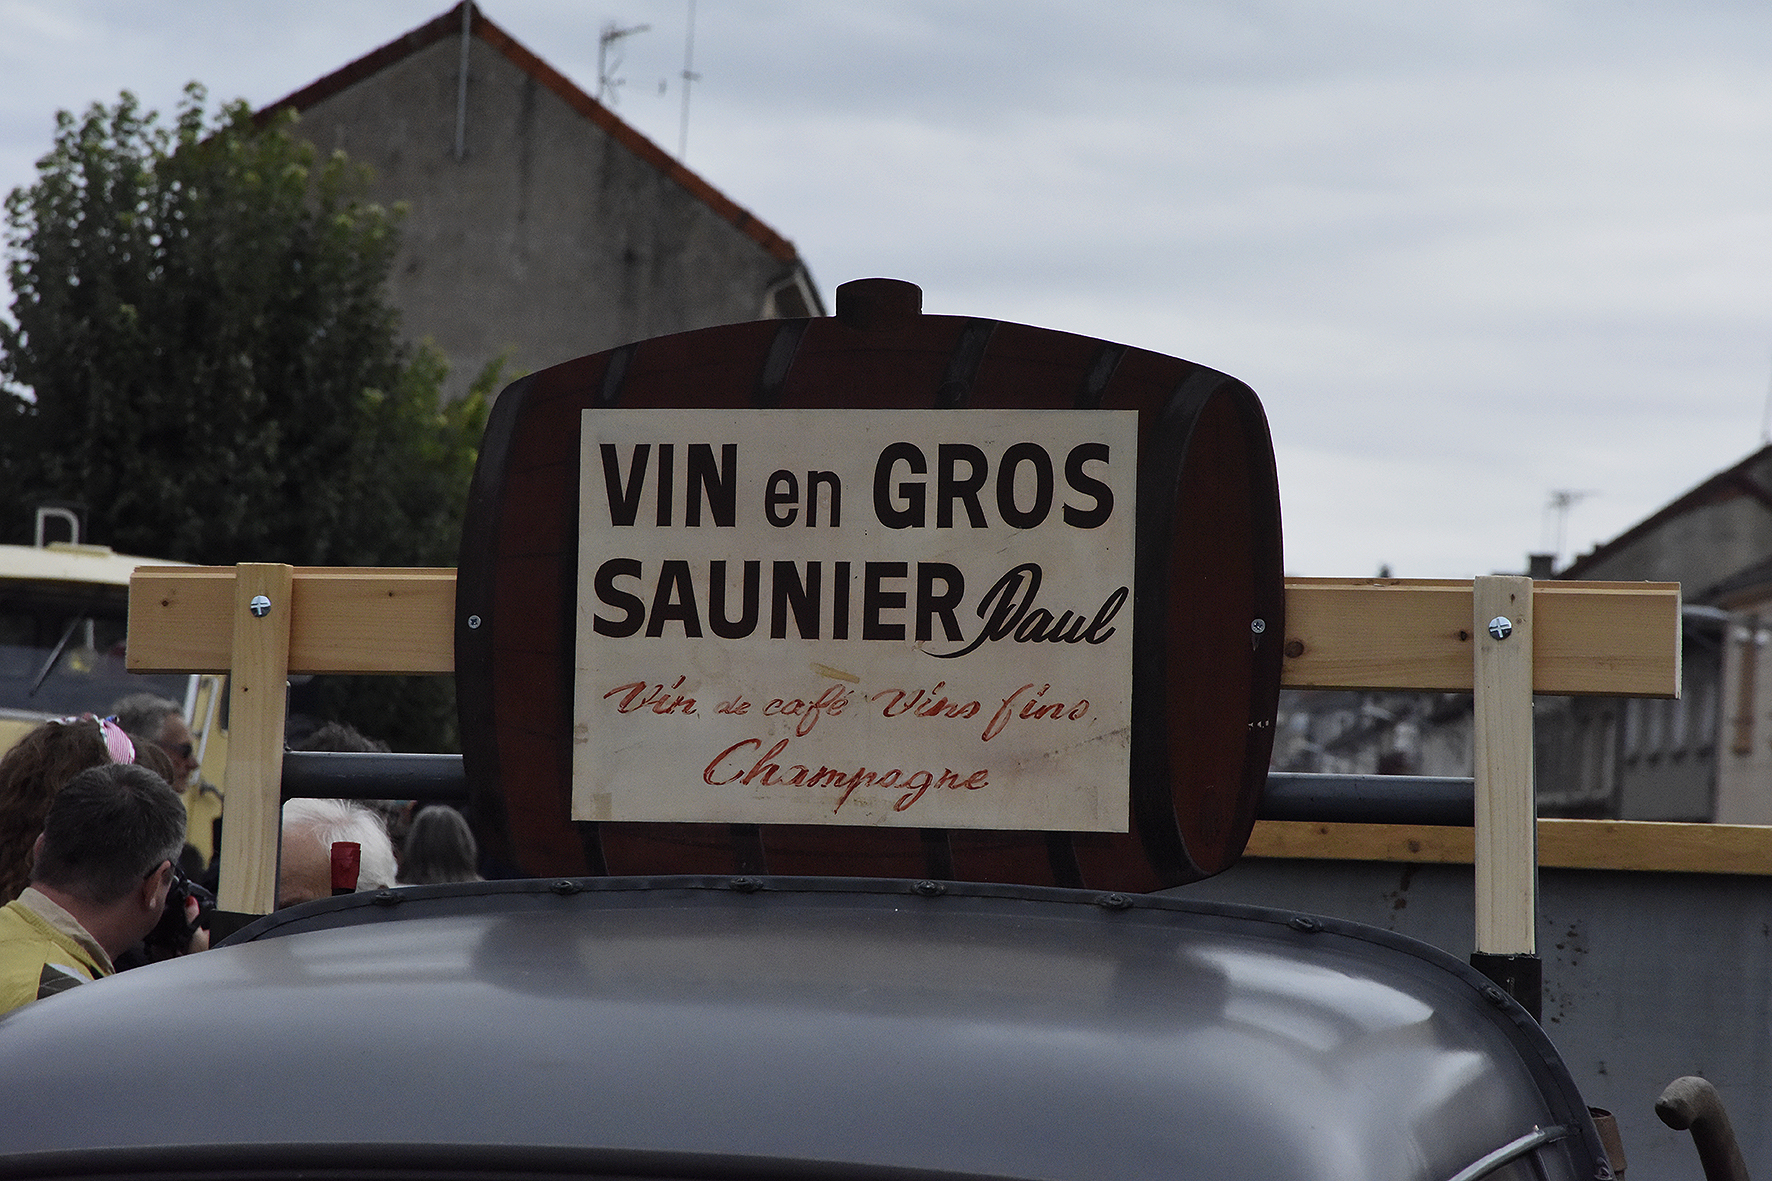 VIN en GROS
SAUNIER Paul
Vin de café Vins fins
Champagne